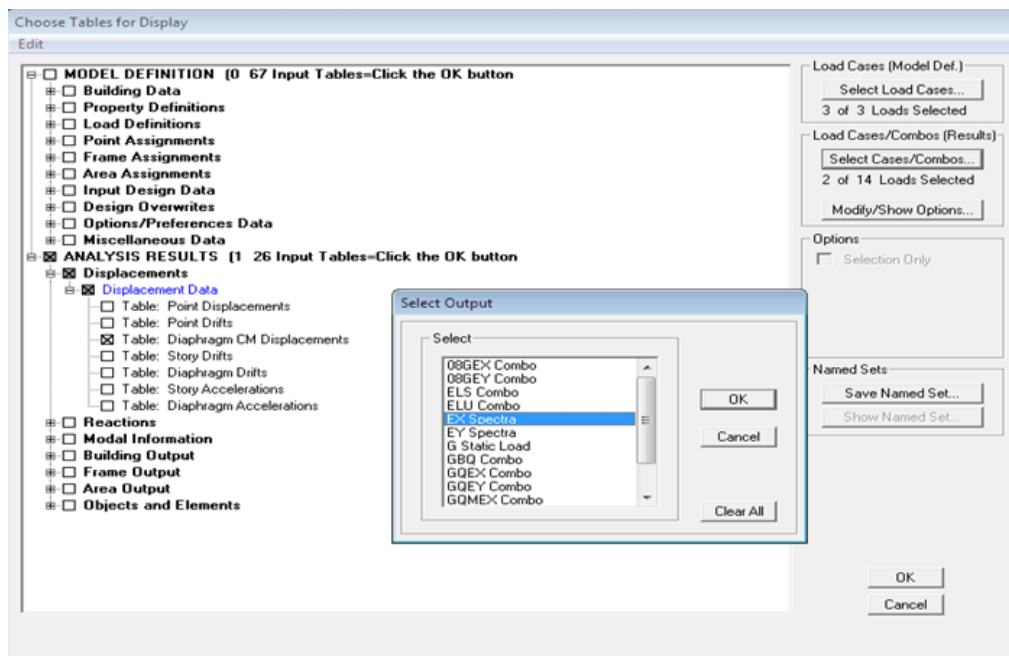 Choose Tables for Display
Edit
MODEL DEFINITION (0 67 Input Tables=Click the OK button
Building Data
Property Definitions
Load Definitions
Point Assignments
Frame Assignments
Area Assignments
Input Design Data
Design Overwrites
Options/Preferences Data
Miscellaneous Data
ANALYSIS RESULTS (1 26 Input Tables=Click the OK button
Displacements
Displacement Data
Table: Point Displacements
Table: Point Drifts
Table: Diaphragm CM Displacements
Table: Story Drifts
Table: Diaphragm Drifts
Table: Story Accelerations
Table: Diaphragm Accelerations
Reactions
Modal Information
Building Output
Frame Output
Area Output
Objects and Elements
Select Output
Select
08GEX Combo
08GEY Combo
ELS Combo
ELU Combo
EX Spectra
EY Spectra
G Static Load
GBQ Combo
GQEX Combo
GQEY Combo
GQMEX Combo
OK
Cancel
Clear All
Load Cases (Model Def.)
Select Load Cases...
3 of 3 Loads Selected
Load Cases/Combos (Results)
Select Cases/Combos...
2 of 14 Loads Selected
Modify/Show Options...
Options
Selection Only
Named Sets
Save Named Set...
Show Named Set...
OK
Cancel